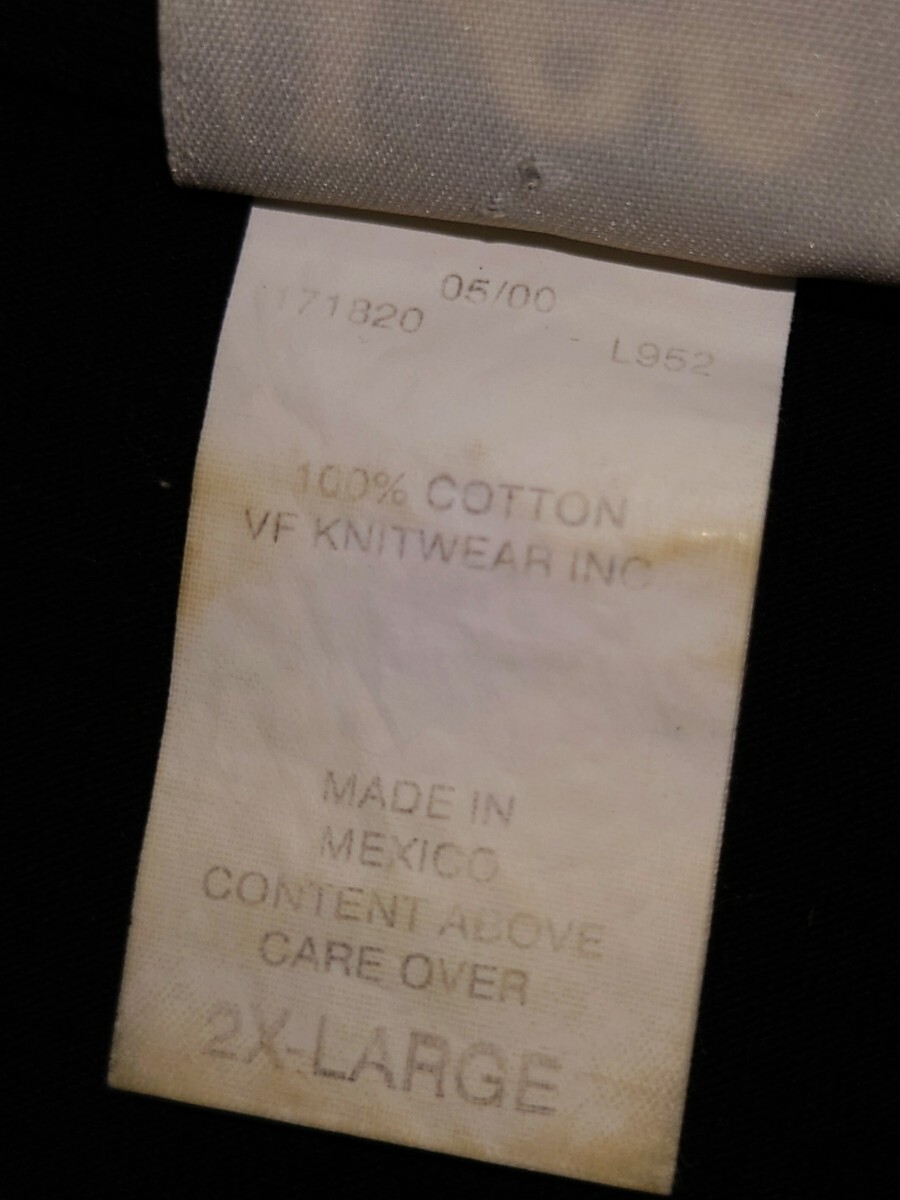 05/00
171820
L952
100% COTTON
VF KNITWEAR INC
MADE IN
MEXICO
CONTENT ABOVE
CARE OVER
2X-LARGE